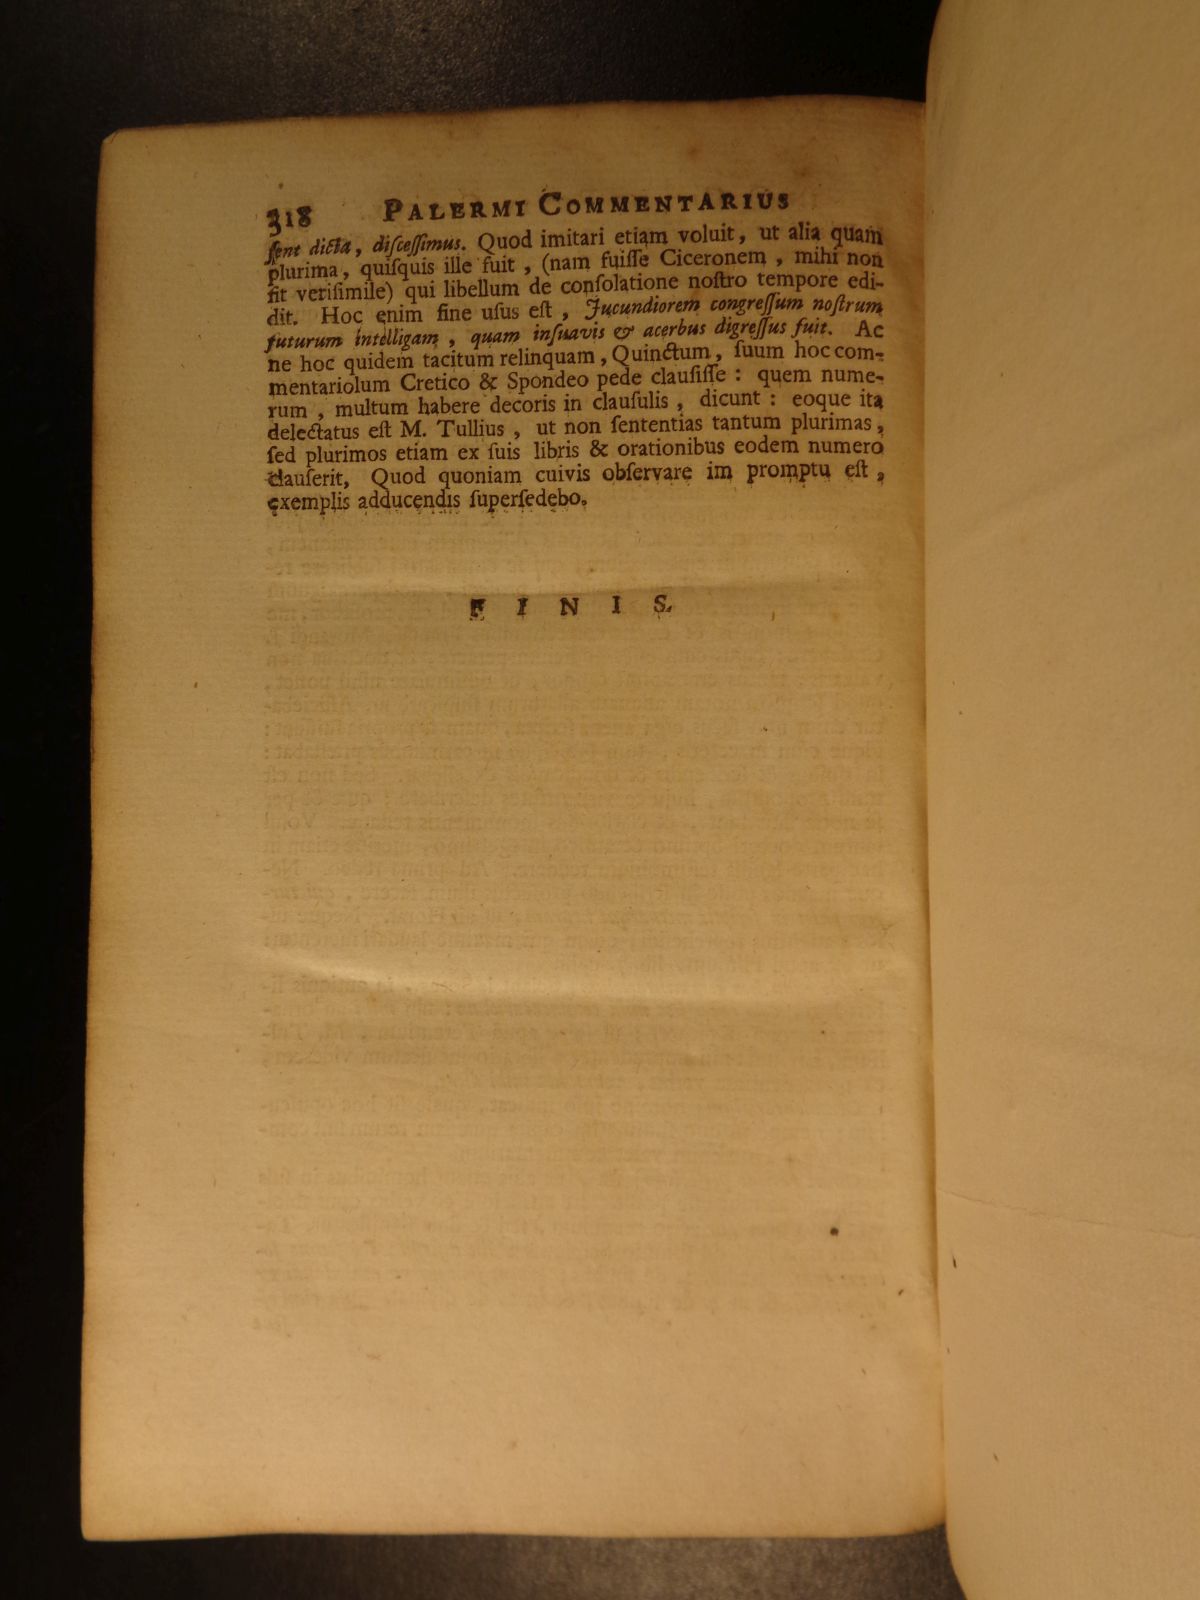 318 PALERMI COMMENTARIUS
ſent dicta, diſceſſimus. Quod imitari etiam voluit, ut alia quam
plurima, quiſquis ille fuit, (nam fuiſſe Ciceronem, mihi non
fit veriſimile) qui libellum de conſolatione noſtro tempore edi-
dit. Hoc enim fine uſus eſt, Jucundiorem congreſſum noſtrum
futurum intelligam, quam inſuavis & acerbus digreſſus fuit. Ac
ne hoc quidem tacitum relinquam, Quinctum, ſuum hoc com-
mentariolum Cretico & Spondeo pede clauſiſſe: quem nume-
rum, multum habere decoris in clauſulis, dicunt: eoque ita
delectatus eſt M. Tullius, ut non ſententias tantum plurimas,
ſed plurimos etiam ex ſuis libris & orationibus eodem numero
clauſerit, Quod quoniam cuivis obſervare im promptu eſt,
exemplis adducendis ſuperſedebo.
FINIS.